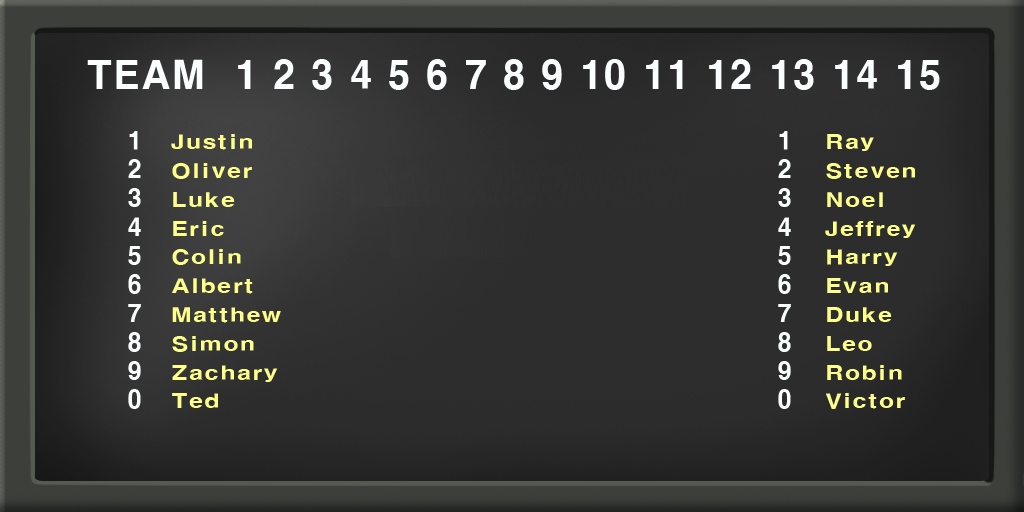 TEAM 1 2 3 4 5 6 7 8 9 10 11 12 13 14 15
1 Justin 1 Ray
2 Oliver 2 Steven
3 Luke 3 Noel
4 Eric 4 Jeffrey
5 Colin 5 Harry
6 Albert 6 Evan
7 Matthew 7 Duke
8 Simon 8 Leo
9 Zachary 9 Robin
0 Ted 0 Victor